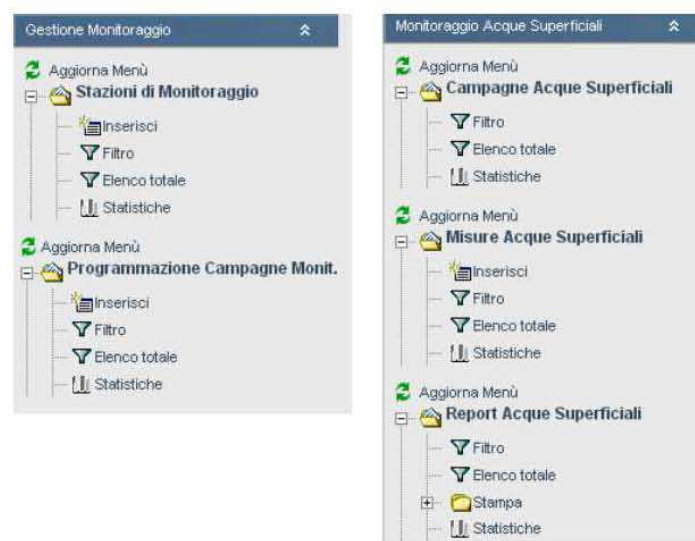 Gestione Monitoraggio
Aggiorna Menù
Stazioni di Monitoraggio
Inserisci
Filtro
Elenco totale
Statistiche
Aggiorna Menù
Programmazione Campagne Monit.
Inserisci
Filtro
Elenco totale
Statistiche
Monitoraggio Acque Superficiali
Aggiorna Menù
Campagne Acque Superficiali
Filtro
Elenco totale
Statistiche
Aggiorna Menù
Misure Acque Superficiali
Inserisci
Filtro
Elenco totale
Statistiche
Aggiorna Menù
Report Acque Superficiali
Filtro
Elenco totale
Stampa
Statistiche